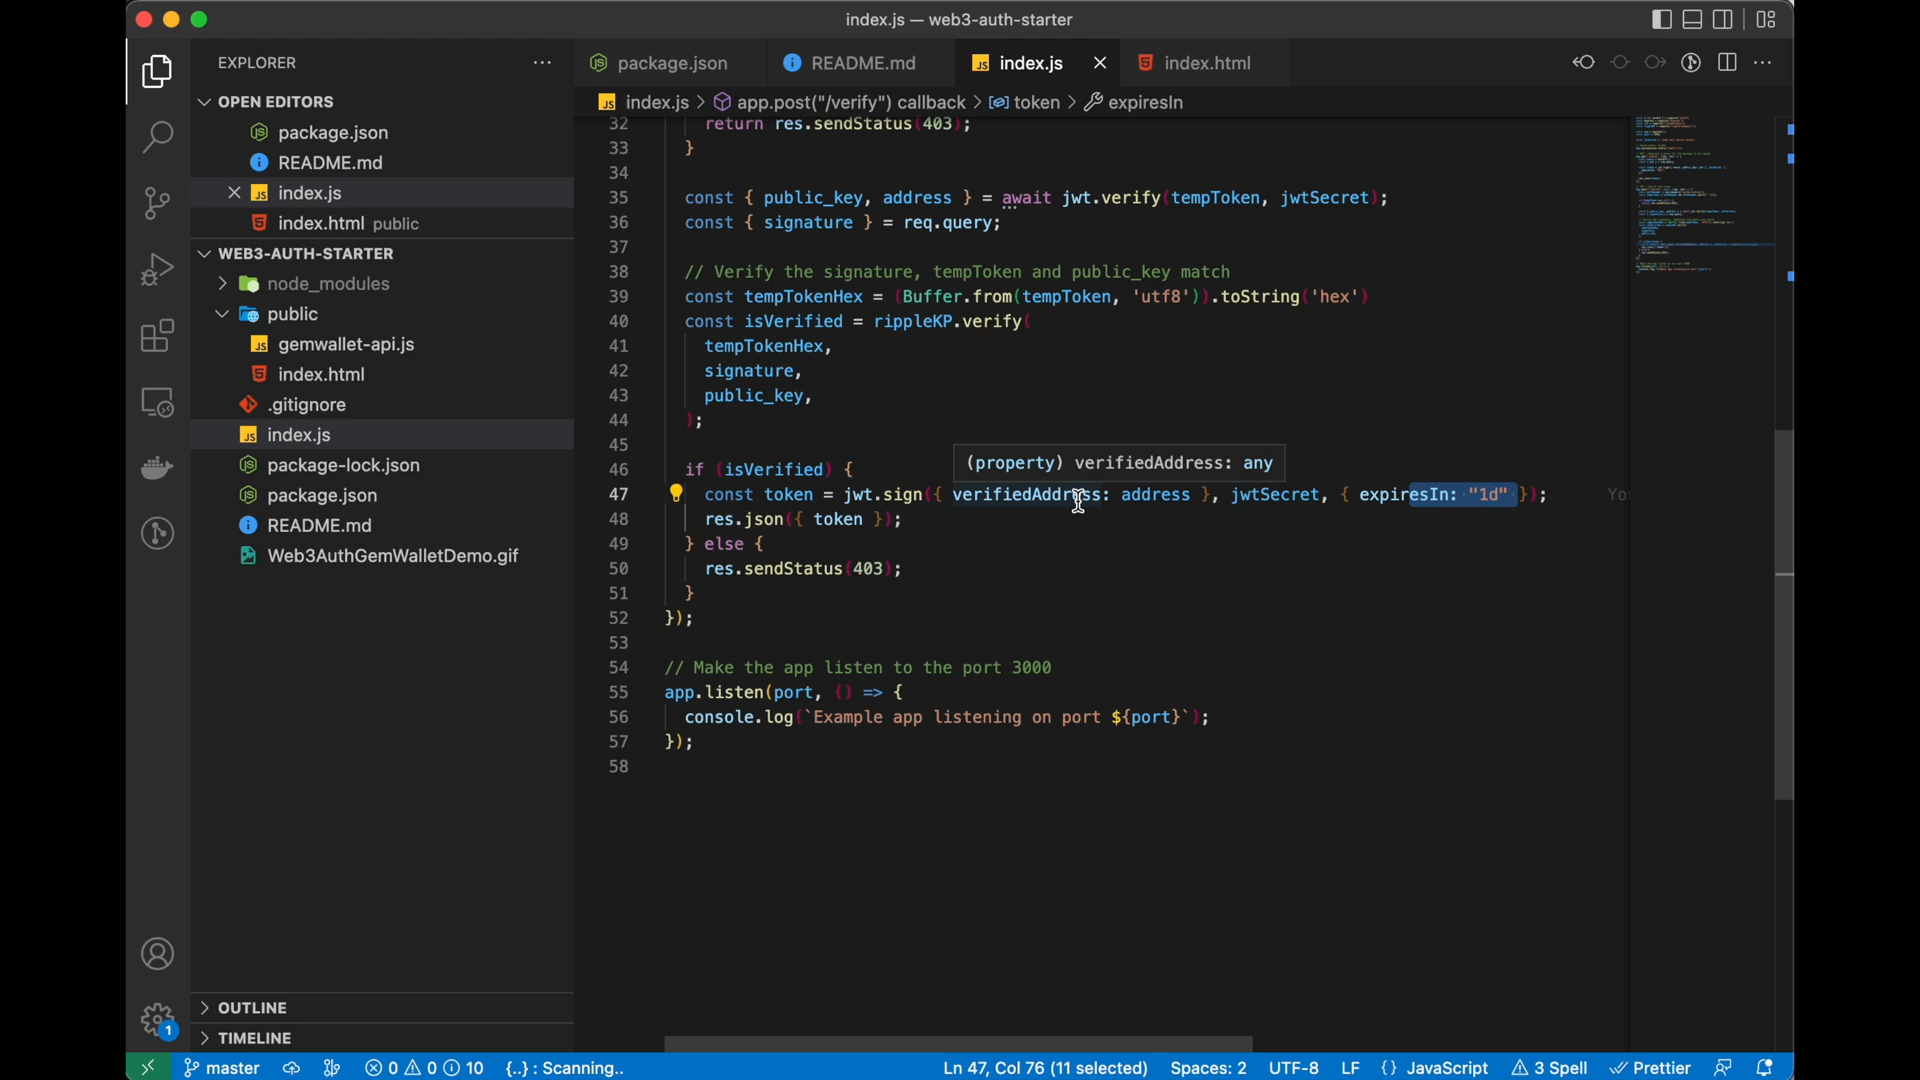 index.js — web3-auth-starter
EXPLORER
OPEN EDITORS
package.json
README.md
index.js
index.html public
WEB3-AUTH-STARTER
node_modules
public
gemwallet-api.js
index.html
.gitignore
index.js
package-lock.json
package.json
README.md
Web3AuthGemWalletDemo.gif
OUTLINE
TIMELINE
package.json
README.md
index.js
index.html
index.js > app.post("/verify") callback > token > expiresIn
32 return res.sendStatus(403);
33 }
34
35 const { public_key, address } = await jwt.verify(tempToken, jwtSecret);
36 const { signature } = req.query;
37
38 // Verify the signature, tempToken and public_key match
39 const tempTokenHex = (Buffer.from(tempToken, 'utf8')).toString('hex')
40 const isVerified = rippleKP.verify(
41 tempTokenHex,
42 signature,
43 public_key,
44 );
45
(property) verifiedAddress: any
46 if (isVerified) {
47 const token = jwt.sign({ verifiedAddress: address }, jwtSecret, { expiresIn: "1d" }); Yo
48 res.json({ token });
49 } else {
50 res.sendStatus(403);
51 }
52 });
53
54 // Make the app listen to the port 3000
55 app.listen(port, () => {
56 console.log(`Example app listening on port ${port}`);
57 });
58
1
master 0 0 10 {..} : Scanning.. Ln 47, Col 76 (11 selected) Spaces: 2 UTF-8 LF {} JavaScript 3 Spell Prettier